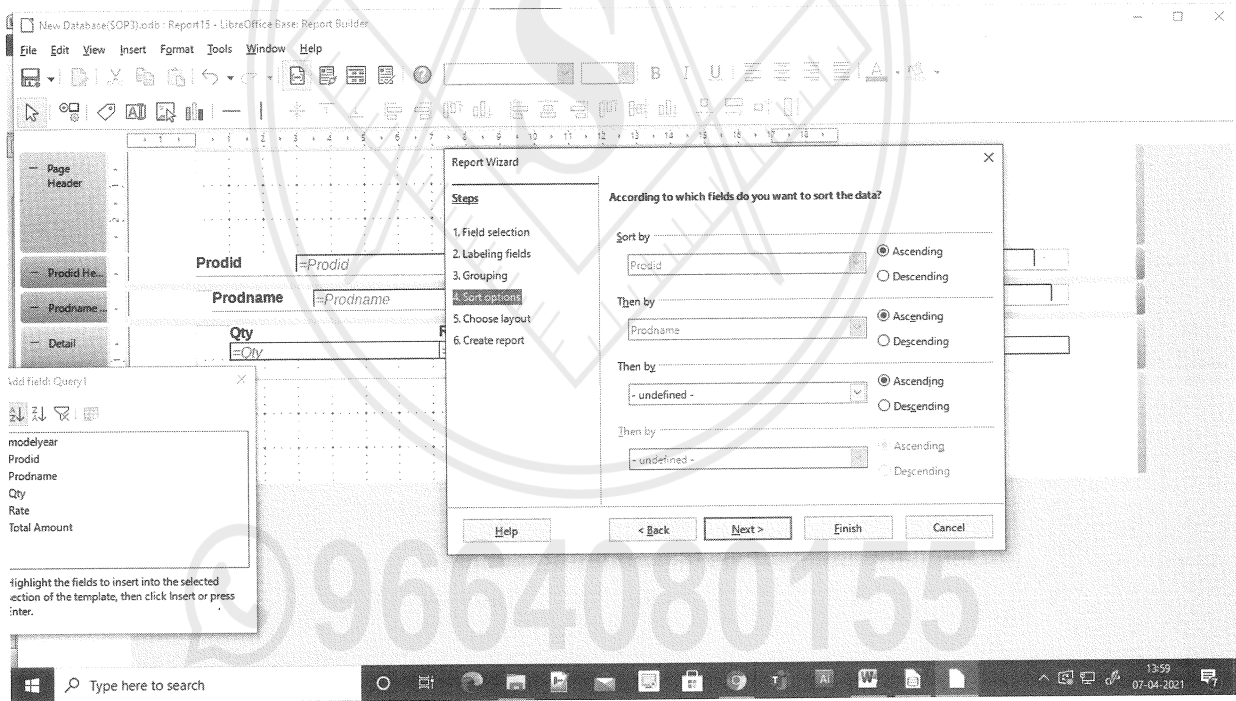 New Database(SOP3).odb : Report15 - LibreOffice Base: Report Builder
File Edit View Insert Format Tools Window Help
B I U A
Page
Header
Prodid He...
Prodname ...
Detail
Prodid
=Prodid
Prodname
=Prodname
Qty
R
=Qty
=
Report Wizard
Steps
1. Field selection
2. Labeling fields
3. Grouping
4. Sort options
5. Choose layout
6. Create report
According to which fields do you want to sort the data?
Sort by
Prodid
Ascending
Descending
Then by
Prodname
Ascending
Descending
Then by
- undefined -
Ascending
Descending
Then by
- undefined -
Ascending
Descending
Help
< Back
Next >
Finish
Cancel
Add field: Query1
modelyear
Prodid
Prodname
Qty
Rate
Total Amount
Highlight the fields to insert into the selected
section of the template, then click Insert or press
Enter.
9664080155
Type here to search
13:59
07-04-2021